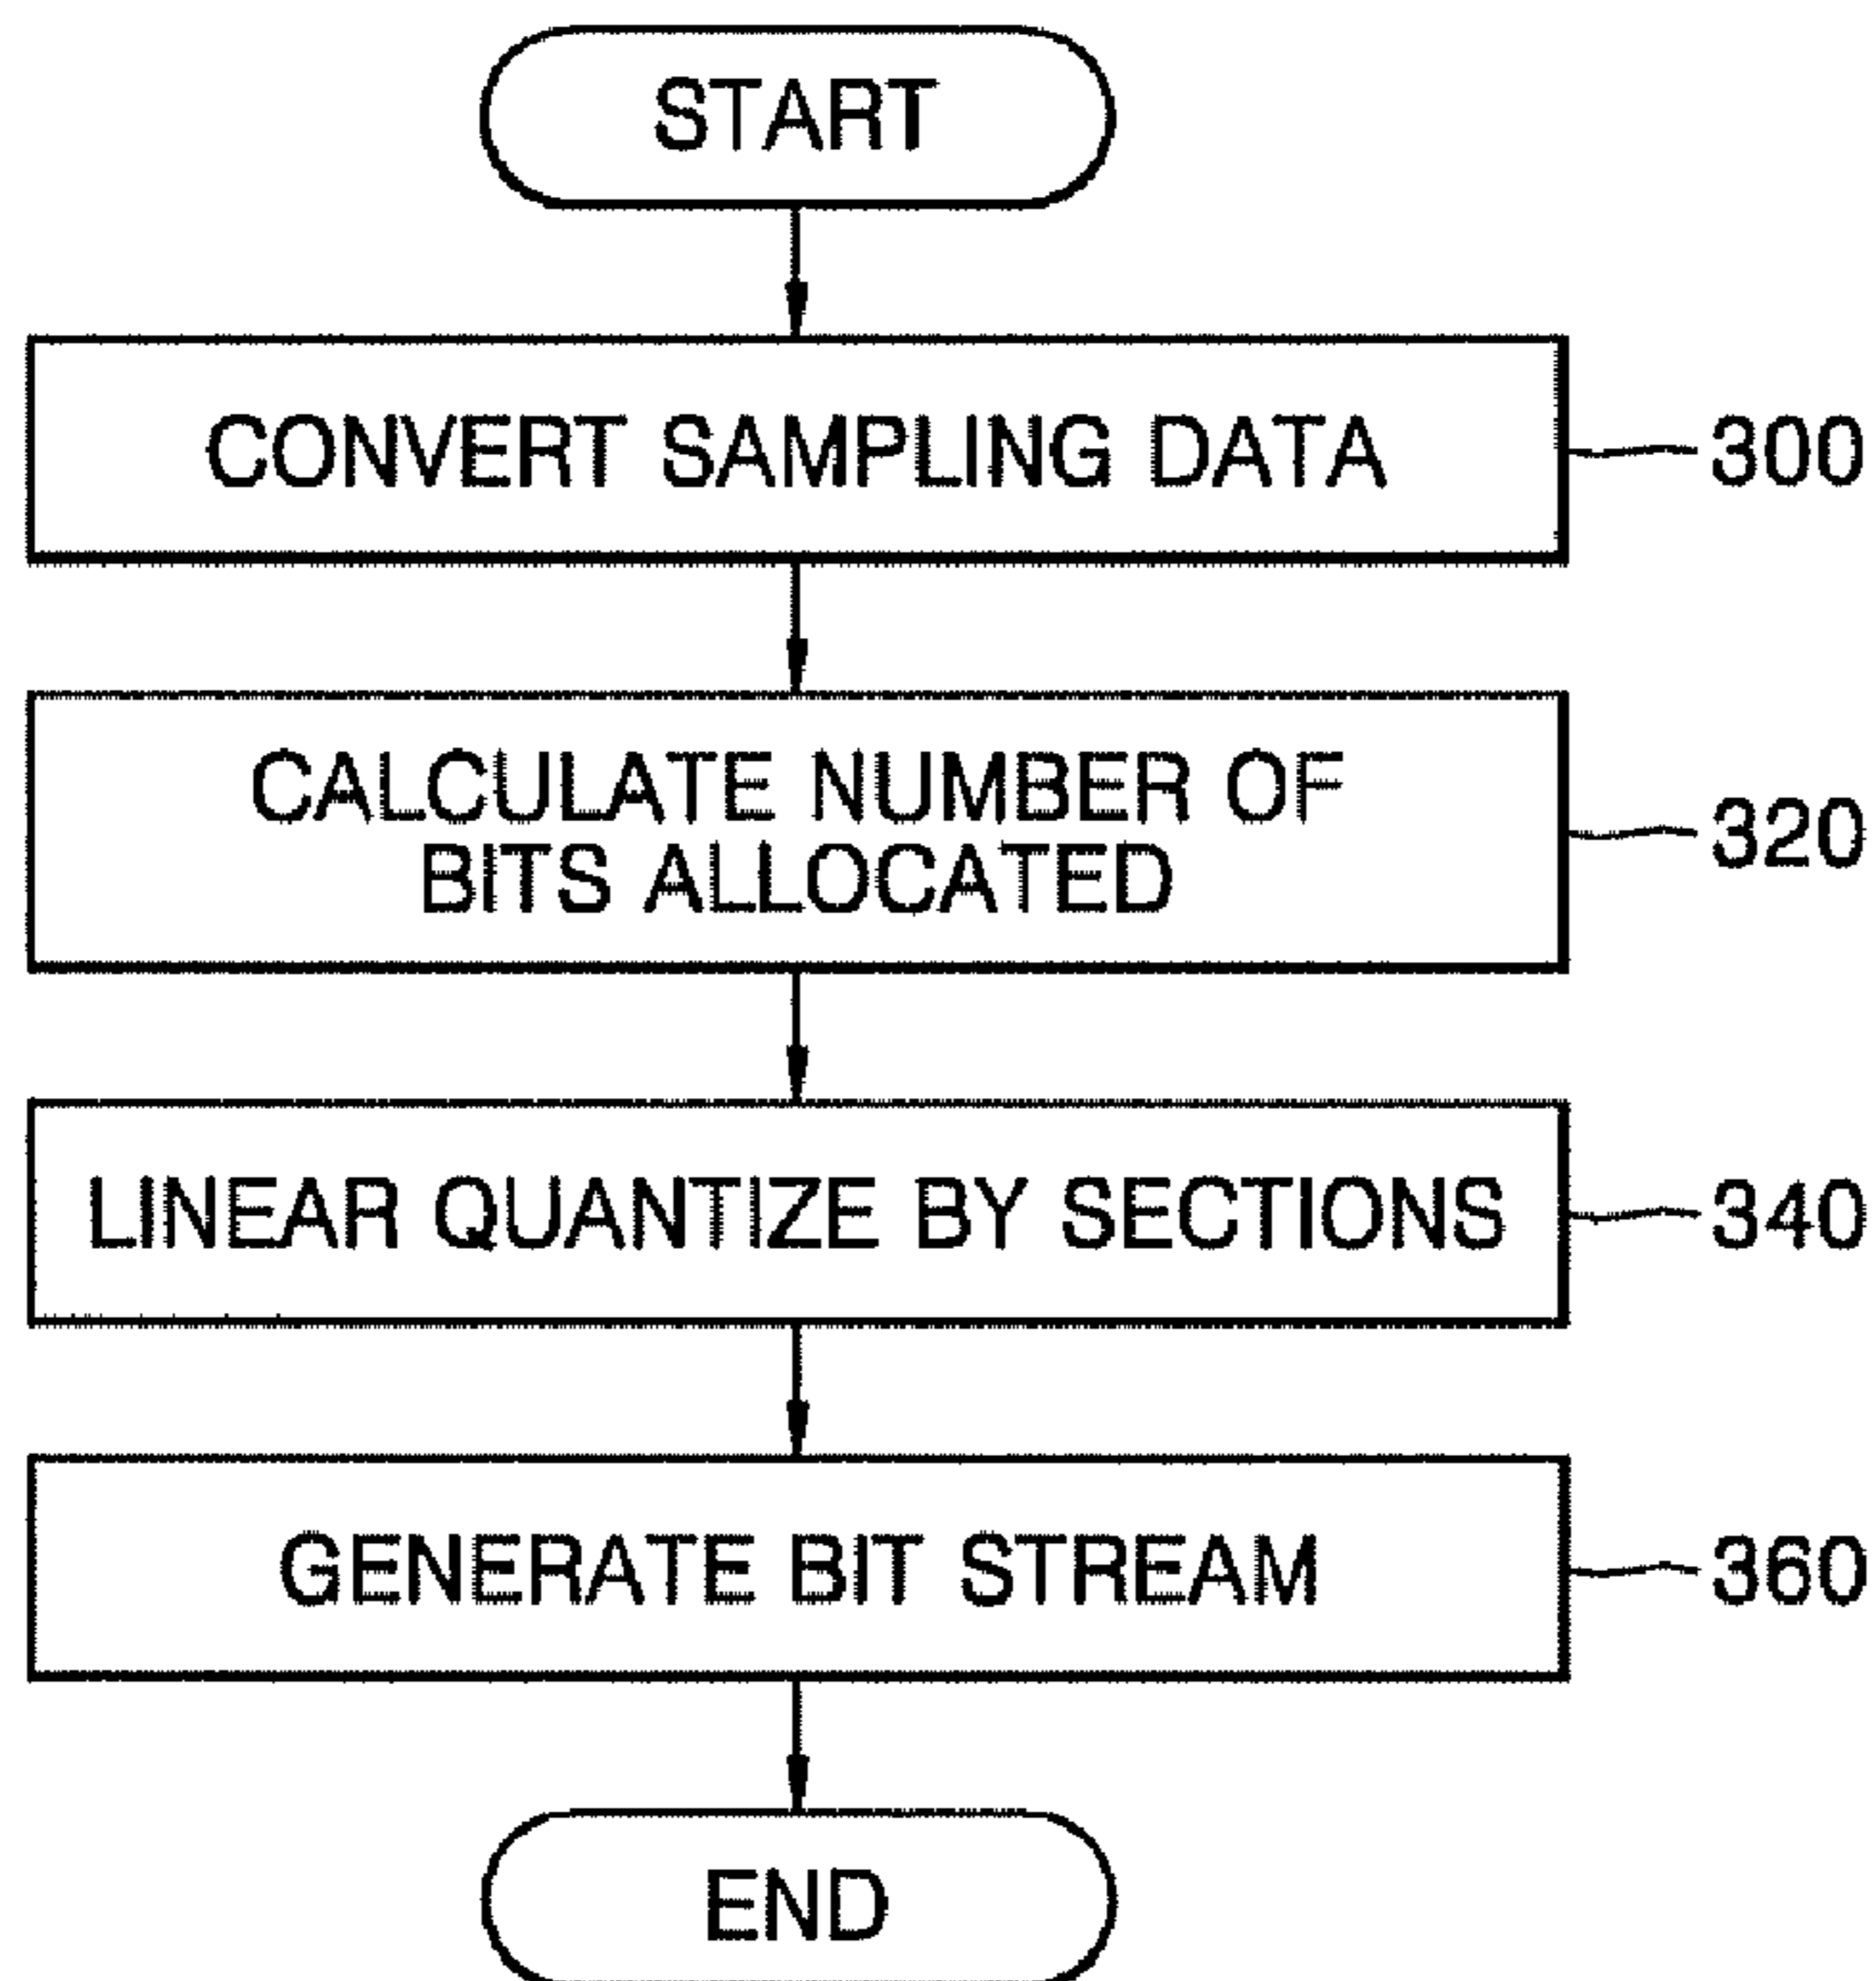 START
CONVERT SAMPLING DATA
300
CALCULATE NUMBER OF
BITS ALLOCATED
320
LINEAR QUANTIZE BY SECTIONS
340
GENERATE BIT STREAM
360
END